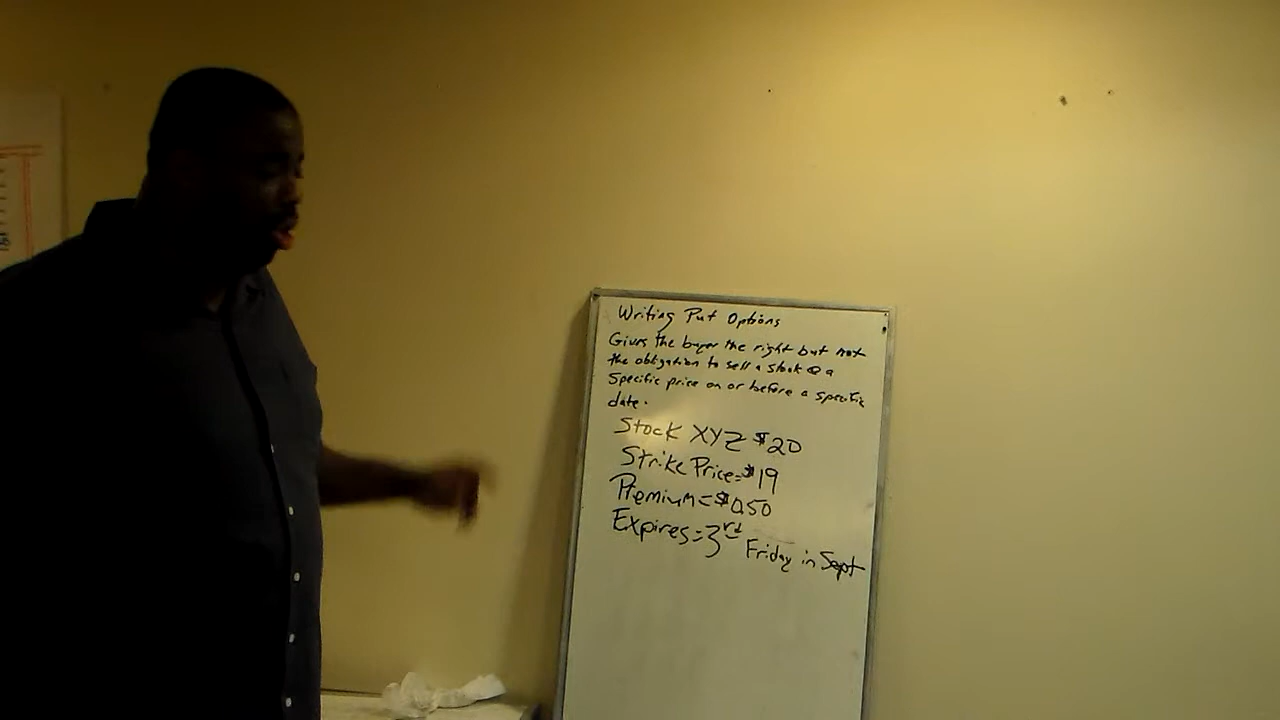 Writing Put Options
Gives the buyer the right but not
the obligation to sell a stock @ a
specific price on or before a specific
date.
Stock XYZ $20
Strike Price=$19
Premium=$0.50
Expires=3rd Friday in Sept